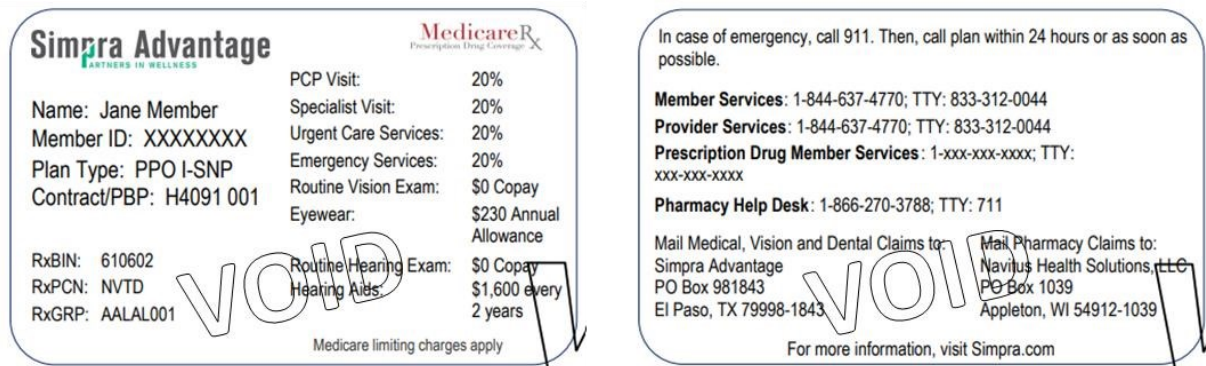 Simpra Advantage
PARTNERS IN WELLNESS
MedicareRx
Prescription Drug Coverage
Name: Jane Member
Member ID: XXXXXXXX
Plan Type: PPO I-SNP
Contract/PBP: H4091 001
RxBIN: 610602
RxPCN: NVTD
RxGRP: AALAL001
PCP Visit: 20%
Specialist Visit: 20%
Urgent Care Services: 20%
Emergency Services: 20%
Routine Vision Exam: $0 Copay
Eyewear: $230 Annual
Allowance
Routine Hearing Exam: $0 Copay
Hearing Aids: $1,600 every
2 years
Medicare limiting charges apply
VOID
In case of emergency, call 911. Then, call plan within 24 hours or as soon as
possible.
Member Services: 1-844-637-4770; TTY: 833-312-0044
Provider Services: 1-844-637-4770; TTY: 833-312-0044
Prescription Drug Member Services: 1-xxx-xxx-xxxx; TTY:
xxx-xxx-xxxx
Pharmacy Help Desk: 1-866-270-3788; TTY: 711
Mail Medical, Vision and Dental Claims to:
Simpra Advantage
PO Box 981843
El Paso, TX 79998-1843
Mail Pharmacy Claims to:
Navitus Health Solutions, LLC
PO Box 1039
Appleton, WI 54912-1039
For more information, visit Simpra.com
VOID